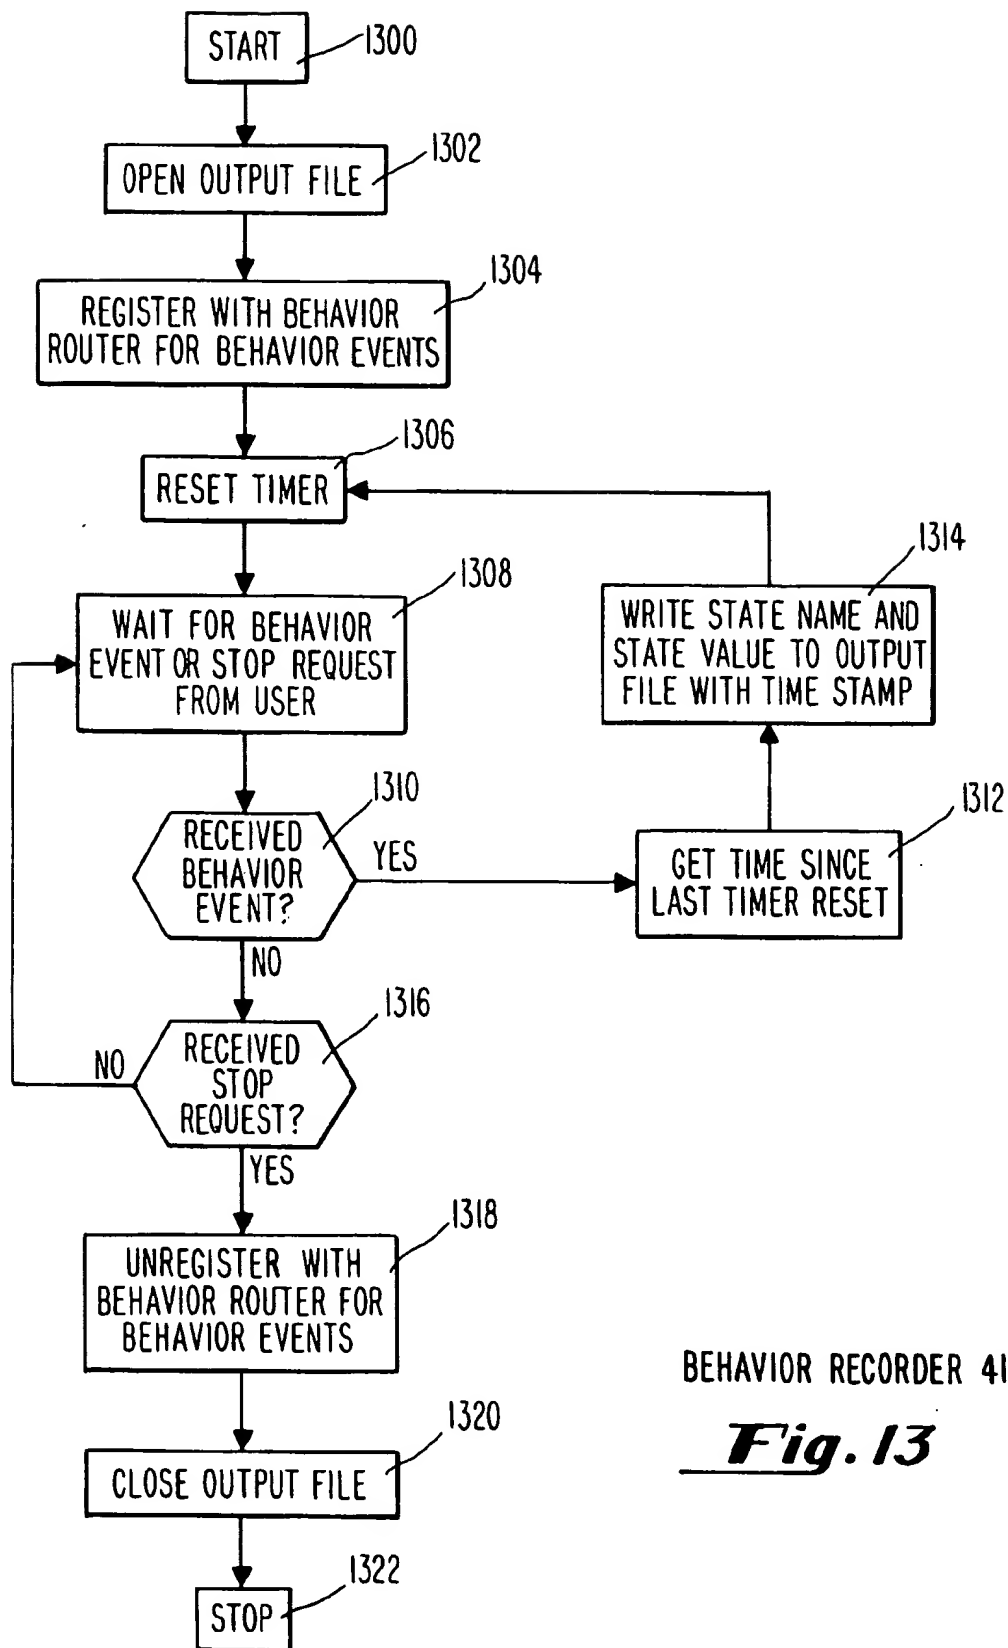 START
1300
OPEN OUTPUT FILE
1302
REGISTER WITH BEHAVIOR
ROUTER FOR BEHAVIOR EVENTS
1304
RESET TIMER
1306
WAIT FOR BEHAVIOR
EVENT OR STOP REQUEST
FROM USER
1308
WRITE STATE NAME AND
STATE VALUE TO OUTPUT
FILE WITH TIME STAMP
1314
RECEIVED
BEHAVIOR
EVENT?
1310
YES
NO
GET TIME SINCE
LAST TIMER RESET
1312
RECEIVED
STOP
REQUEST?
1316
NO
YES
UNREGISTER WITH
BEHAVIOR ROUTER FOR
BEHAVIOR EVENTS
1318
CLOSE OUTPUT FILE
1320
STOP
1322
BEHAVIOR RECORDER
Fig. 13